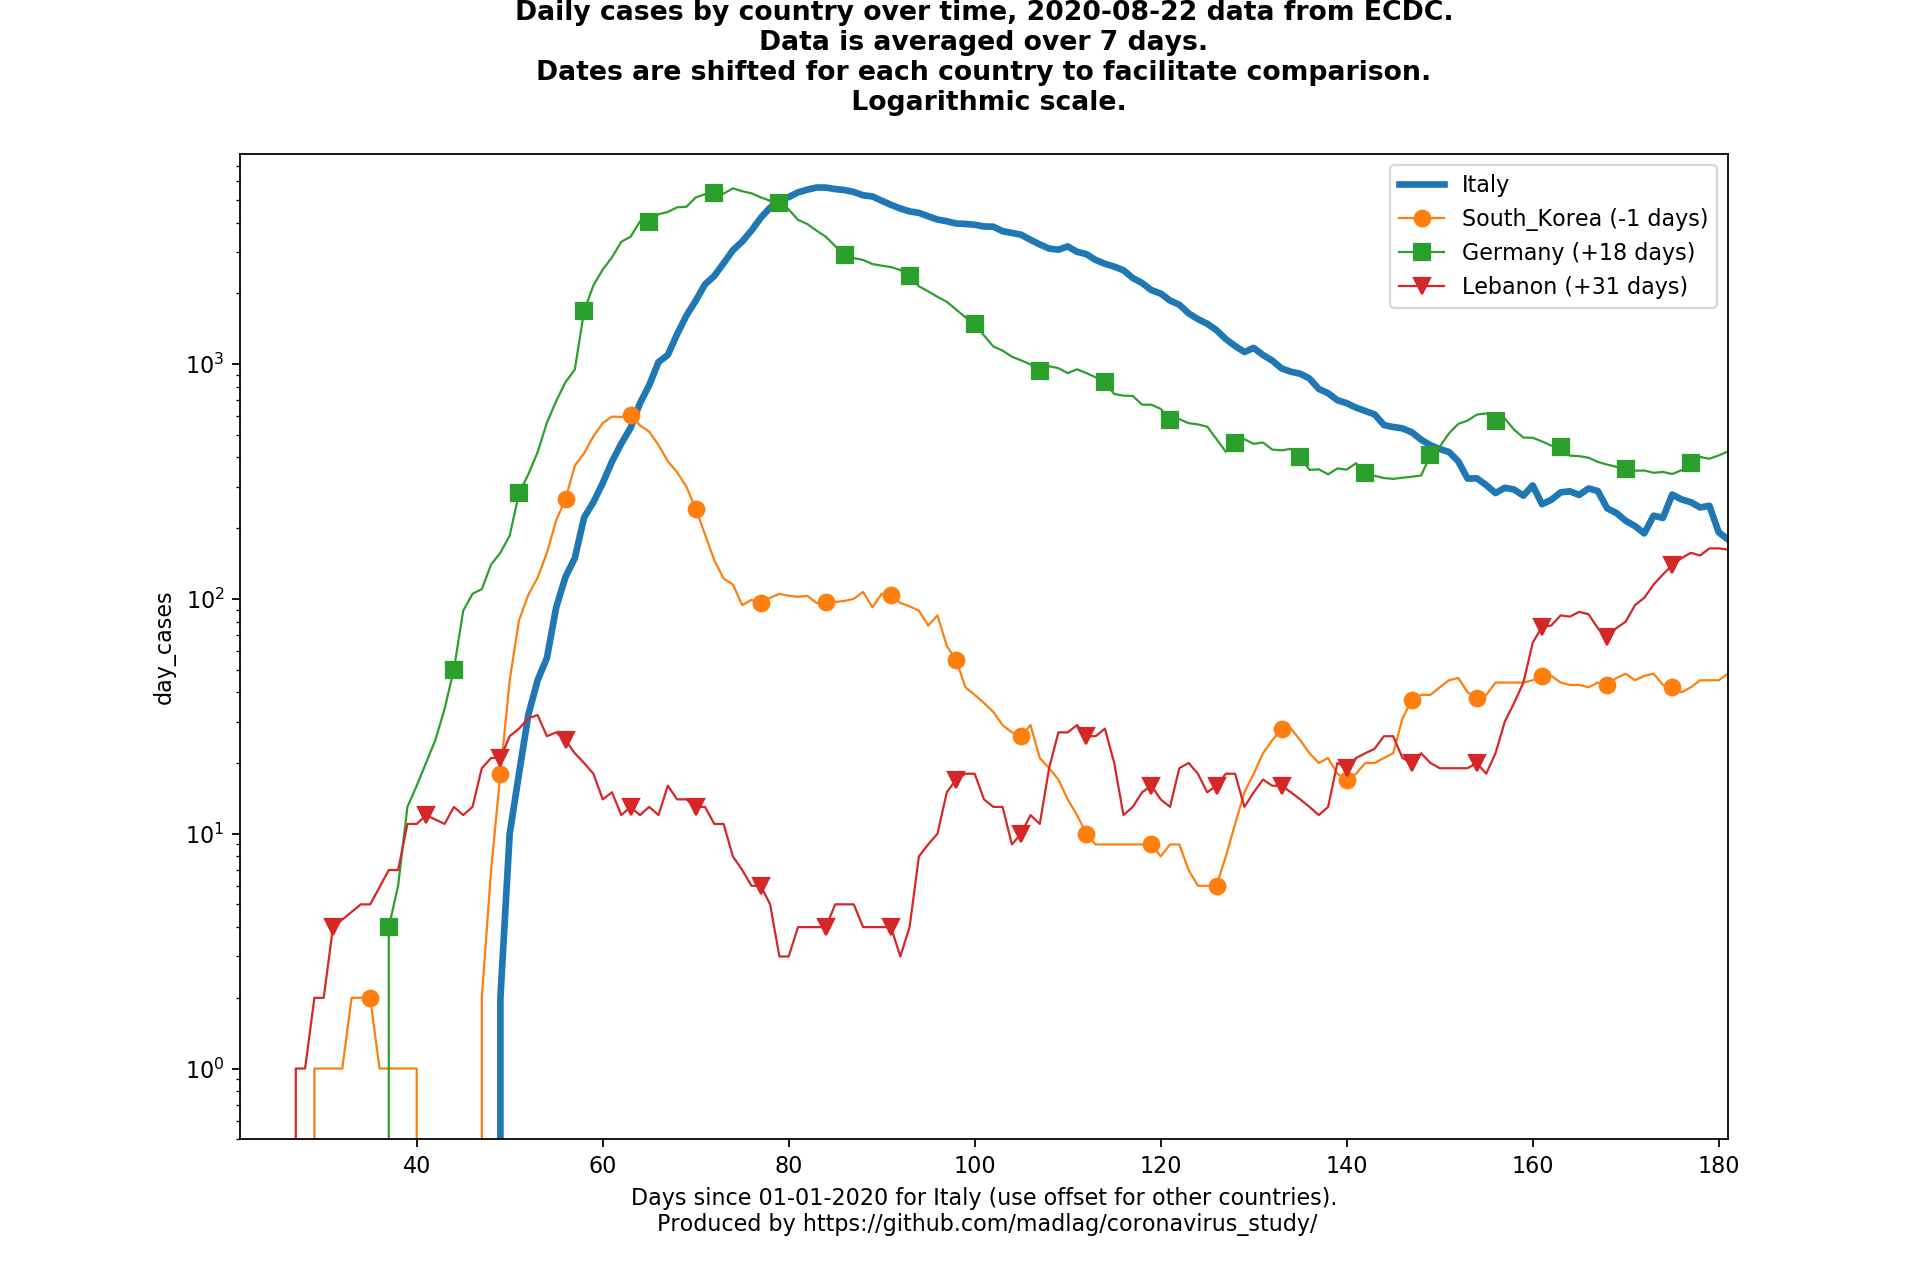 Daily cases by country over time, 2020-08-22 data from ECDC.
Data is averaged over 7 days.
Dates are shifted for each country to facilitate comparison.
Logarithmic scale.
Italy
South_Korea (-1 days)
Germany (+18 days)
Lebanon (+31 days)
day_cases
10³
10²
10¹
10⁰
40 60 80 100 120 140 160 180
Days since 01-01-2020 for Italy (use offset for other countries).
Produced by https://github.com/madlag/coronavirus_study/